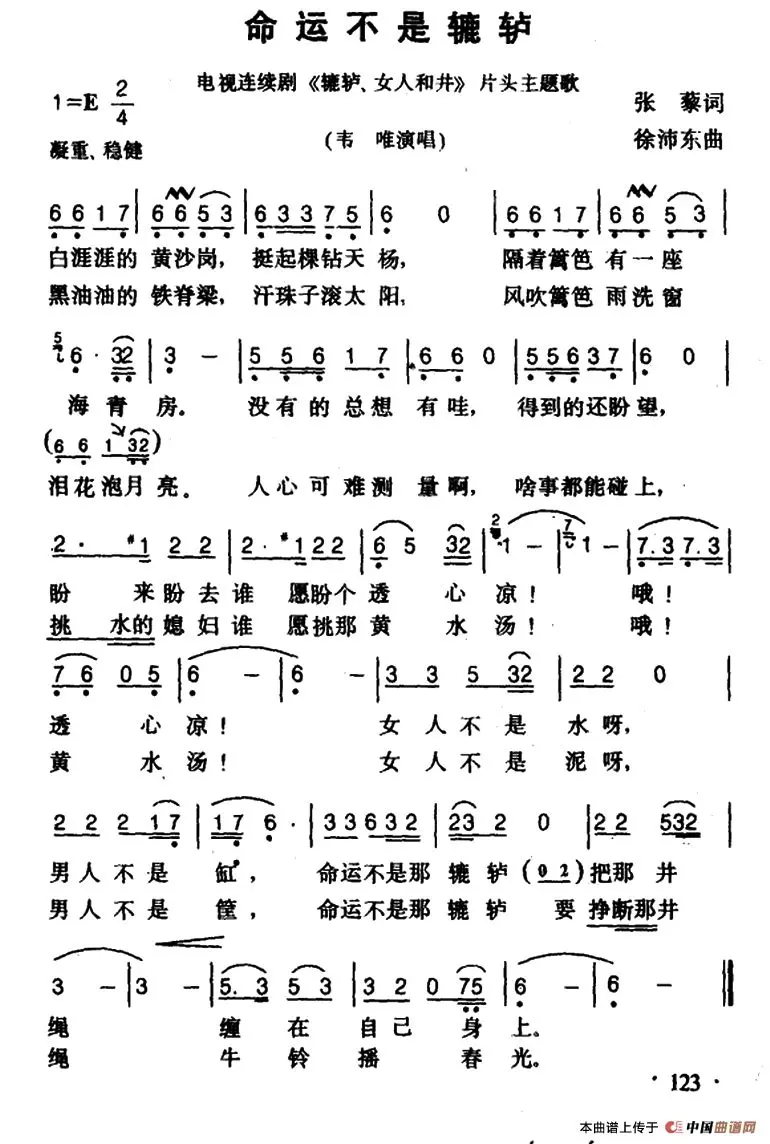 命运不是辘轳
电视连续剧《辘轳、女人和井》片头主题歌
1=E 2/4
张 藜词
(韦 唯演唱)
徐沛东曲
凝重、稳健
6 6 1 7 | 6 6 5 3 | 6 3 3 7 5 | 6 0 | 6 6 1 7 | 6 6 5 3 |
白涯涯的 黄沙岗, 挺起棵钻天 杨, 隔着篱笆 有一座
黑油油的 铁脊梁, 汗珠子滚太 阳, 风吹篱笆 雨洗窗
5 6 · 32 | 3 - | 5 5 6 1 7 | 6 6 0 | 5 5 6 3 7 | 6 0 |
海 青 房。 没有的总想 有哇, 得到的还盼 望,
(6 6 1 32)
泪花泡月 亮。 人心可难测 量啊, 啥事都能碰 上,
2 · #1 2 2 | 2 · #1 2 2 | 6 5 32 | 2 1 - | 7 1 - | 7. 3 7. 3 |
盼 来盼去谁 愿盼个 透 心 凉! 哦!
挑 水的媳妇谁 愿挑那 黄 水 汤! 哦!
7 6 0 5 | 6 - | 6 - | 3 3 5 32 | 2 2 0 |
透 心 凉! 女 人 不 是 水 呀,
黄 水 汤! 女 人 不 是 泥 呀,
2 2 2 1 7 | 1 7 6 · | 3 3 6 3 2 | 23 2 0 | 2 2 532 |
男 人 不 是 缸, 命运不是那 辘 轳 (0 2) 把那 井
男 人 不 是 筐, 命运不是那 辘 轳 要 挣断那井
3 - | 3 - | 5. 3 5 3 | 3 2 0 75 | 6 - | 6 - ‖
绳 缠 在 自 己 身 上。
绳 牛 铃 摇 春 光。
· 123 ·
本曲谱上传于 中国曲谱网